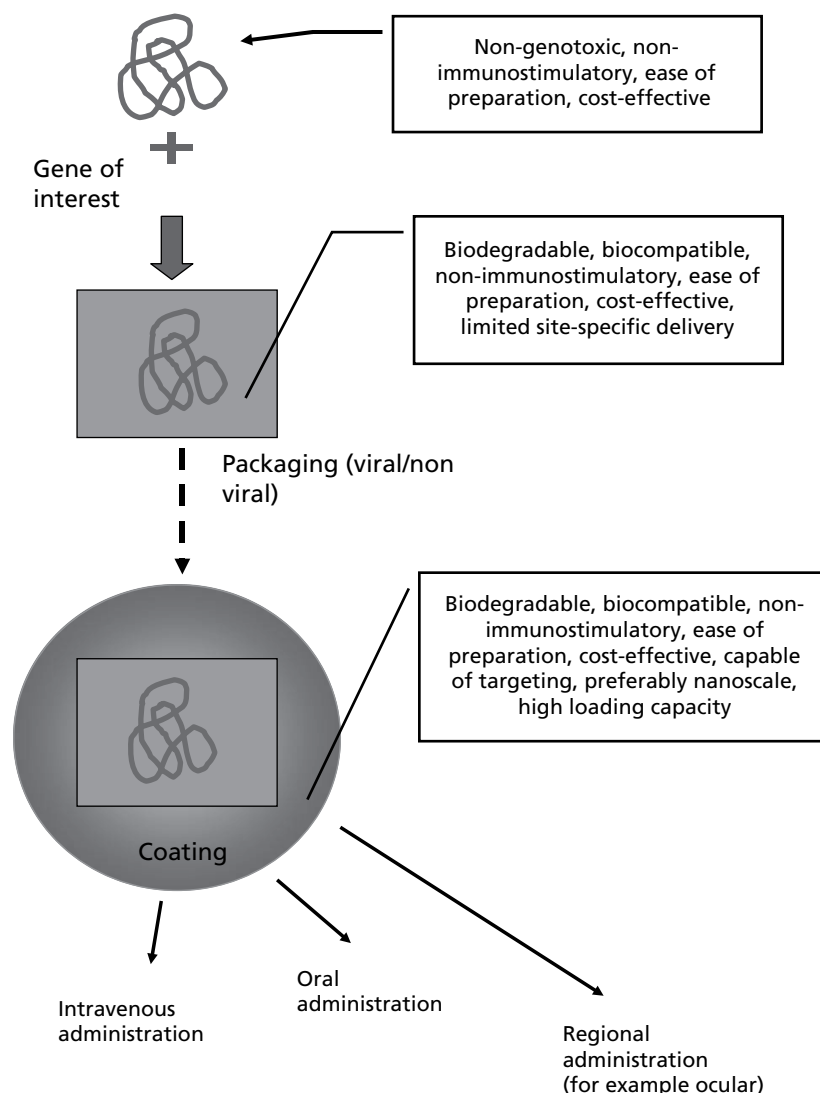 Non-genotoxic, non-
immunostimulatory, ease of
preparation, cost-effective
Gene of
interest
Biodegradable, biocompatible,
non-immunostimulatory, ease of
preparation, cost-effective,
limited site-specific delivery
Packaging (viral/non
viral)
Biodegradable, biocompatible, non-
immunostimulatory, ease of
preparation, cost-effective, capable
of targeting, preferably nanoscale,
high loading capacity
Coating
Intravenous
administration
Oral
administration
Regional
administration
(for example ocular)